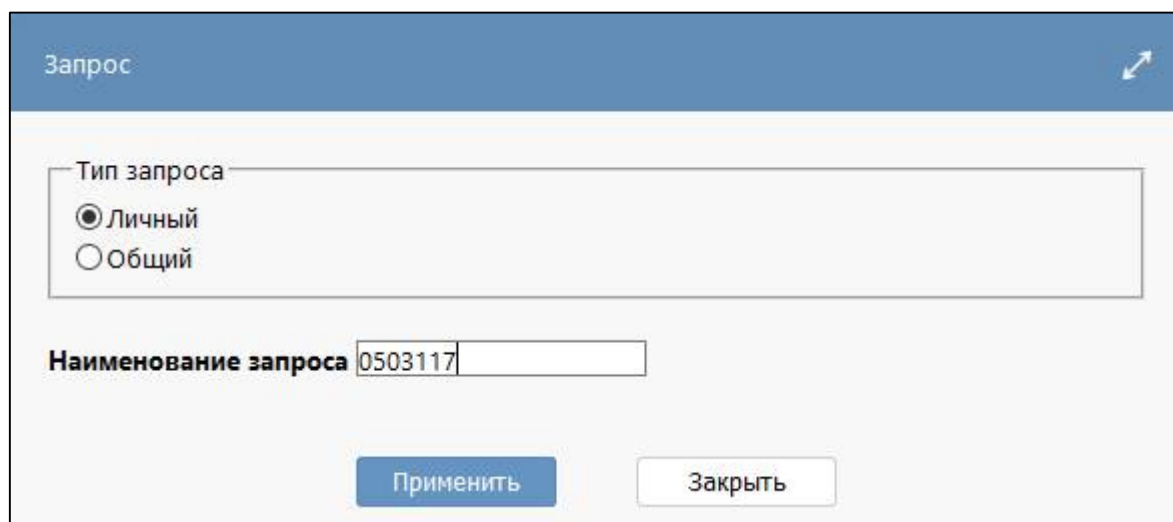 Запрос
Тип запроса
Личный
Общий
Наименование запроса 0503117
Применить Закрыть